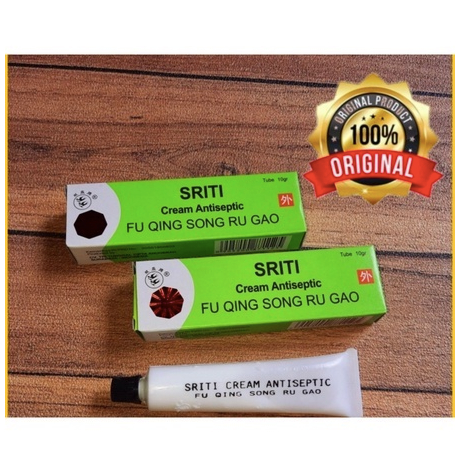 ORIGINAL PRODUCT
100%
ORIGINAL
SRITI
Tube 10gr
Cream Antiseptic
外
FU QING SONG RU GAO
SRITI
Tube 10gr
Cream Antiseptic
外
FU QING SONG RU GAO
SRITI CREAM ANTISEPTIC
FU QING SONG RU GAO